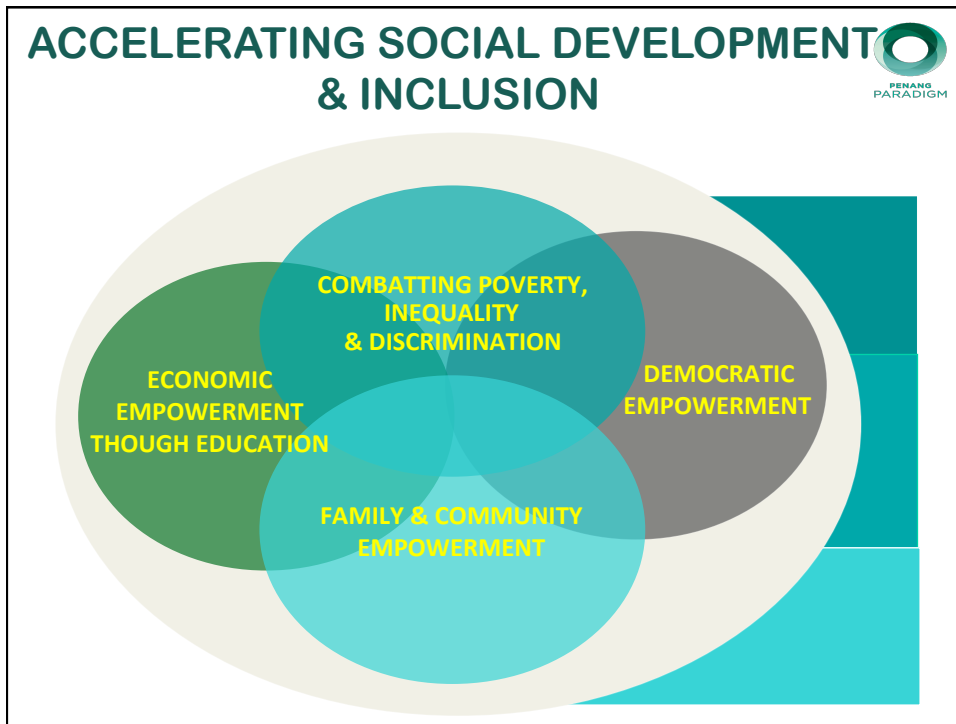 ACCELERATING SOCIAL DEVELOPMENT
& INCLUSION
PENANG
PARADIGM
COMBATTING POVERTY,
INEQUALITY
& DISCRIMINATION
ECONOMIC
EMPOWERMENT
THOUGH EDUCATION
DEMOCRATIC
EMPOWERMENT
FAMILY & COMMUNITY
EMPOWERMENT